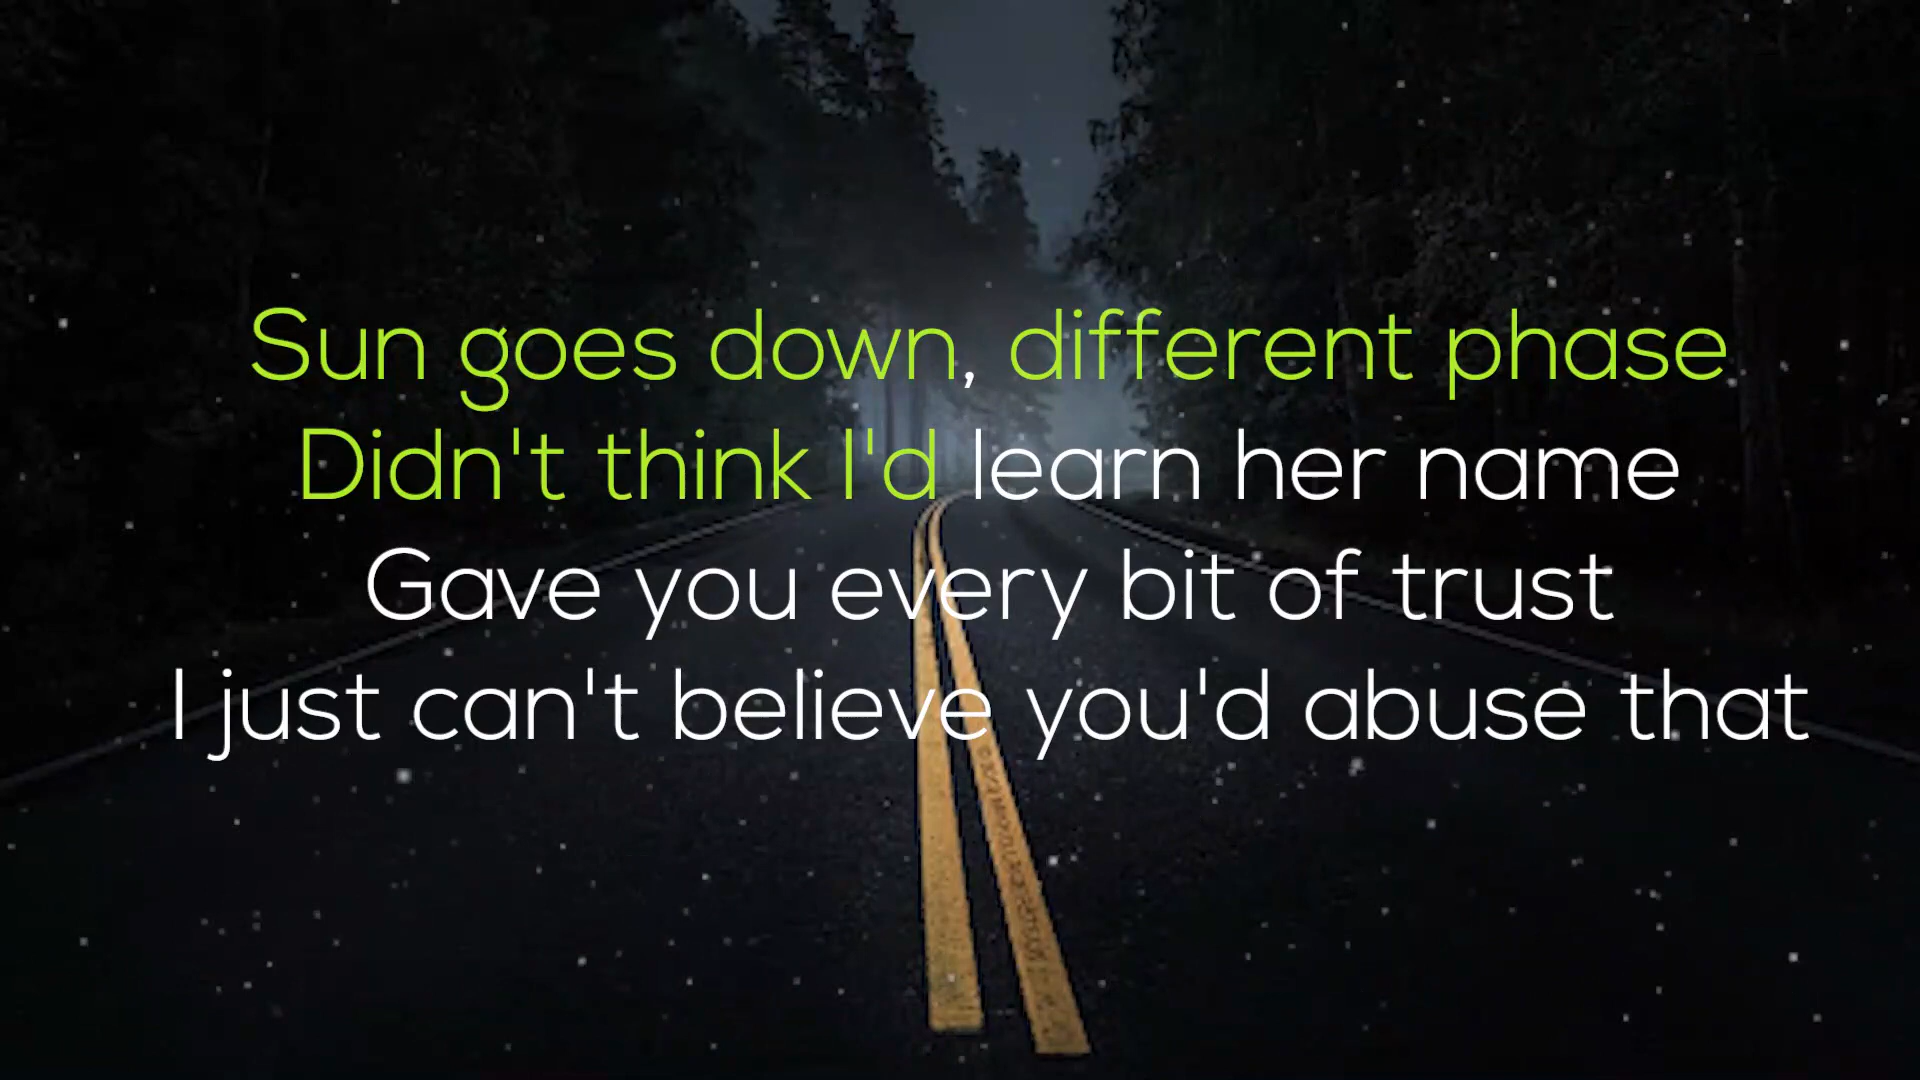 Sun goes down, different phase
Didn't think I'd learn her name
Gave you every bit of trust
I just can't believe you'd abuse that